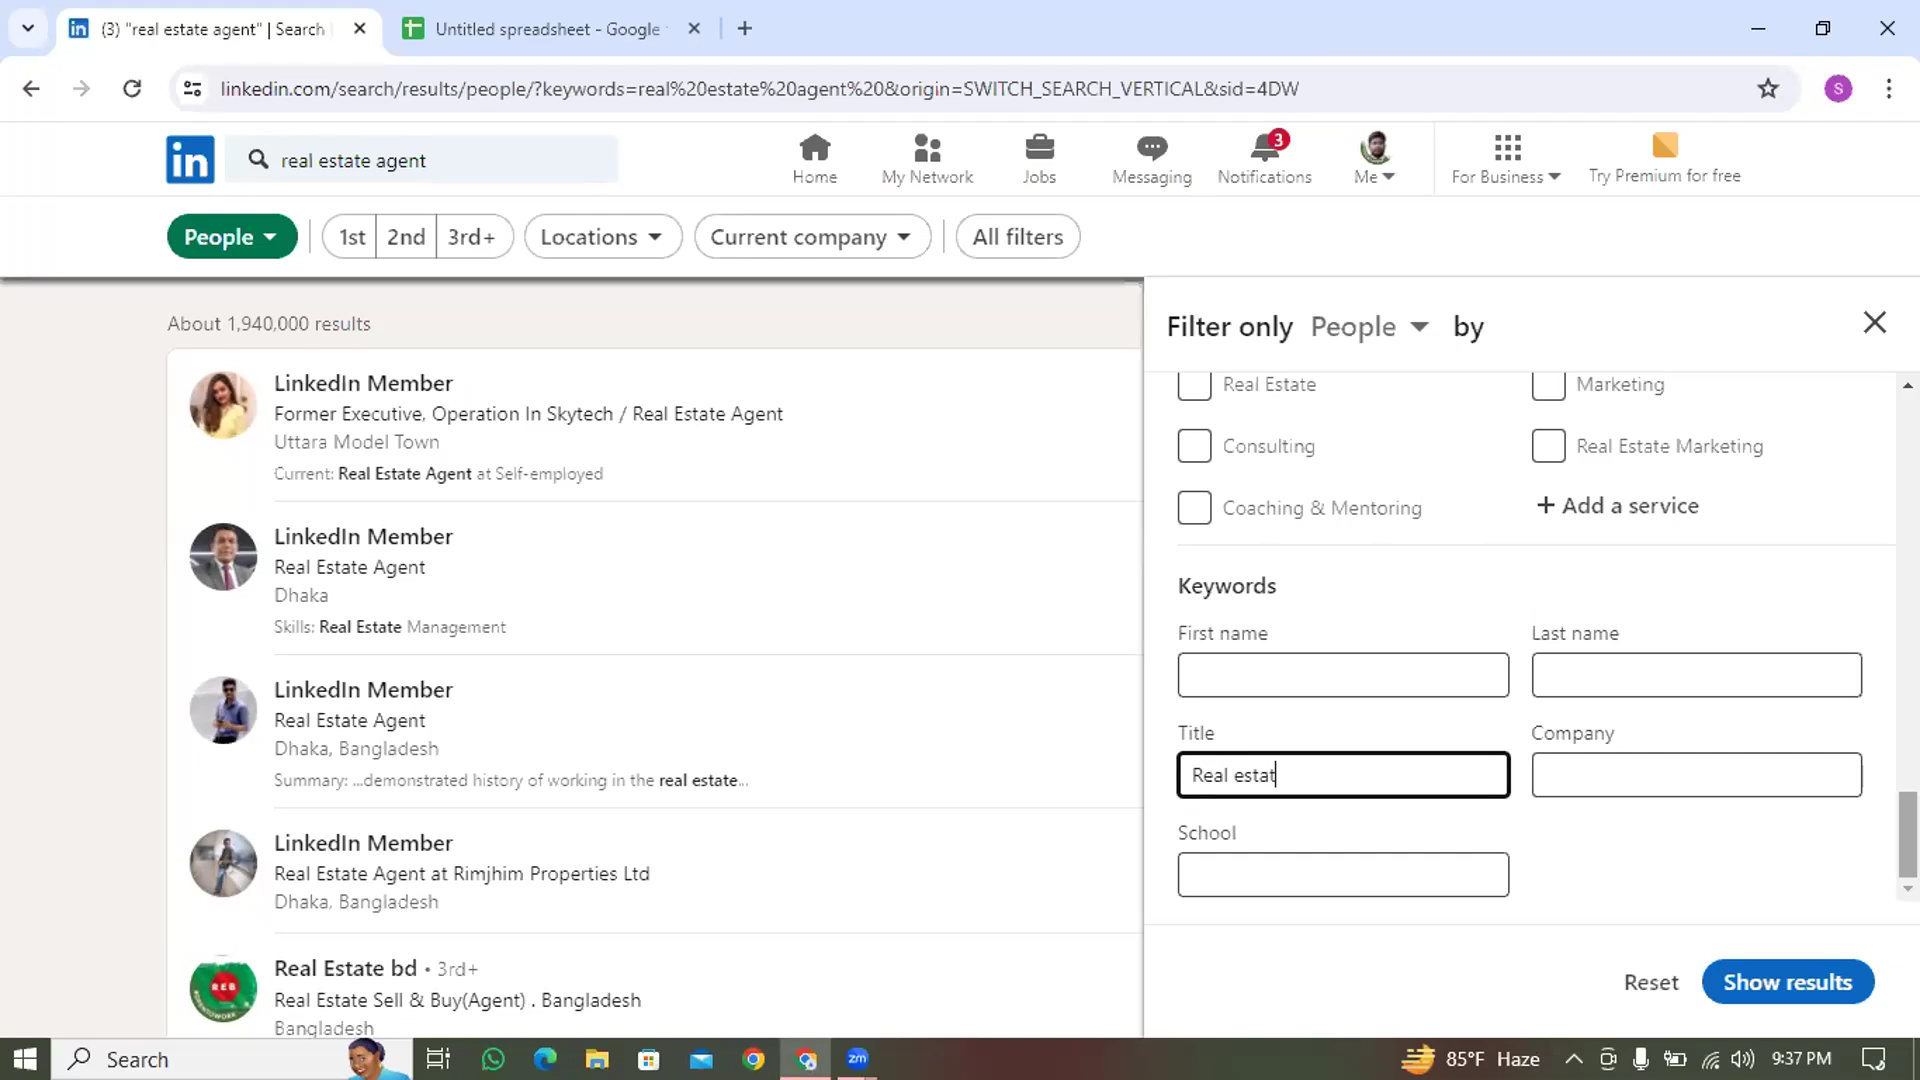 (3) "real estate agent" | Search
Untitled spreadsheet - Google
linkedin.com/search/results/people/?keywords=real%20estate%20agent%20&origin=SWITCH_SEARCH_VERTICAL&sid=4DW
S
in
real estate agent
Home
My Network
Jobs
Messaging
3
Notifications
Me
For Business
Try Premium for free
People
1st
2nd
3rd+
Locations
Current company
All filters
About 1,940,000 results
LinkedIn Member
Former Executive, Operation In Skytech / Real Estate Agent
Uttara Model Town
Current: Real Estate Agent at Self-employed
LinkedIn Member
Real Estate Agent
Dhaka
Skills: Real Estate Management
LinkedIn Member
Real Estate Agent
Dhaka, Bangladesh
Summary: ...demonstrated history of working in the real estate...
LinkedIn Member
Real Estate Agent at Rimjhim Properties Ltd
Dhaka, Bangladesh
REB
Real Estate bd • 3rd+
Real Estate Sell & Buy(Agent) . Bangladesh
Bangladesh
Filter only People by
Real Estate
Marketing
Consulting
Real Estate Marketing
Coaching & Mentoring
+ Add a service
Keywords
First name
Last name
Title
Company
Real estat
School
Reset
Show results
Search
zm
85°F Haze
9:37 PM